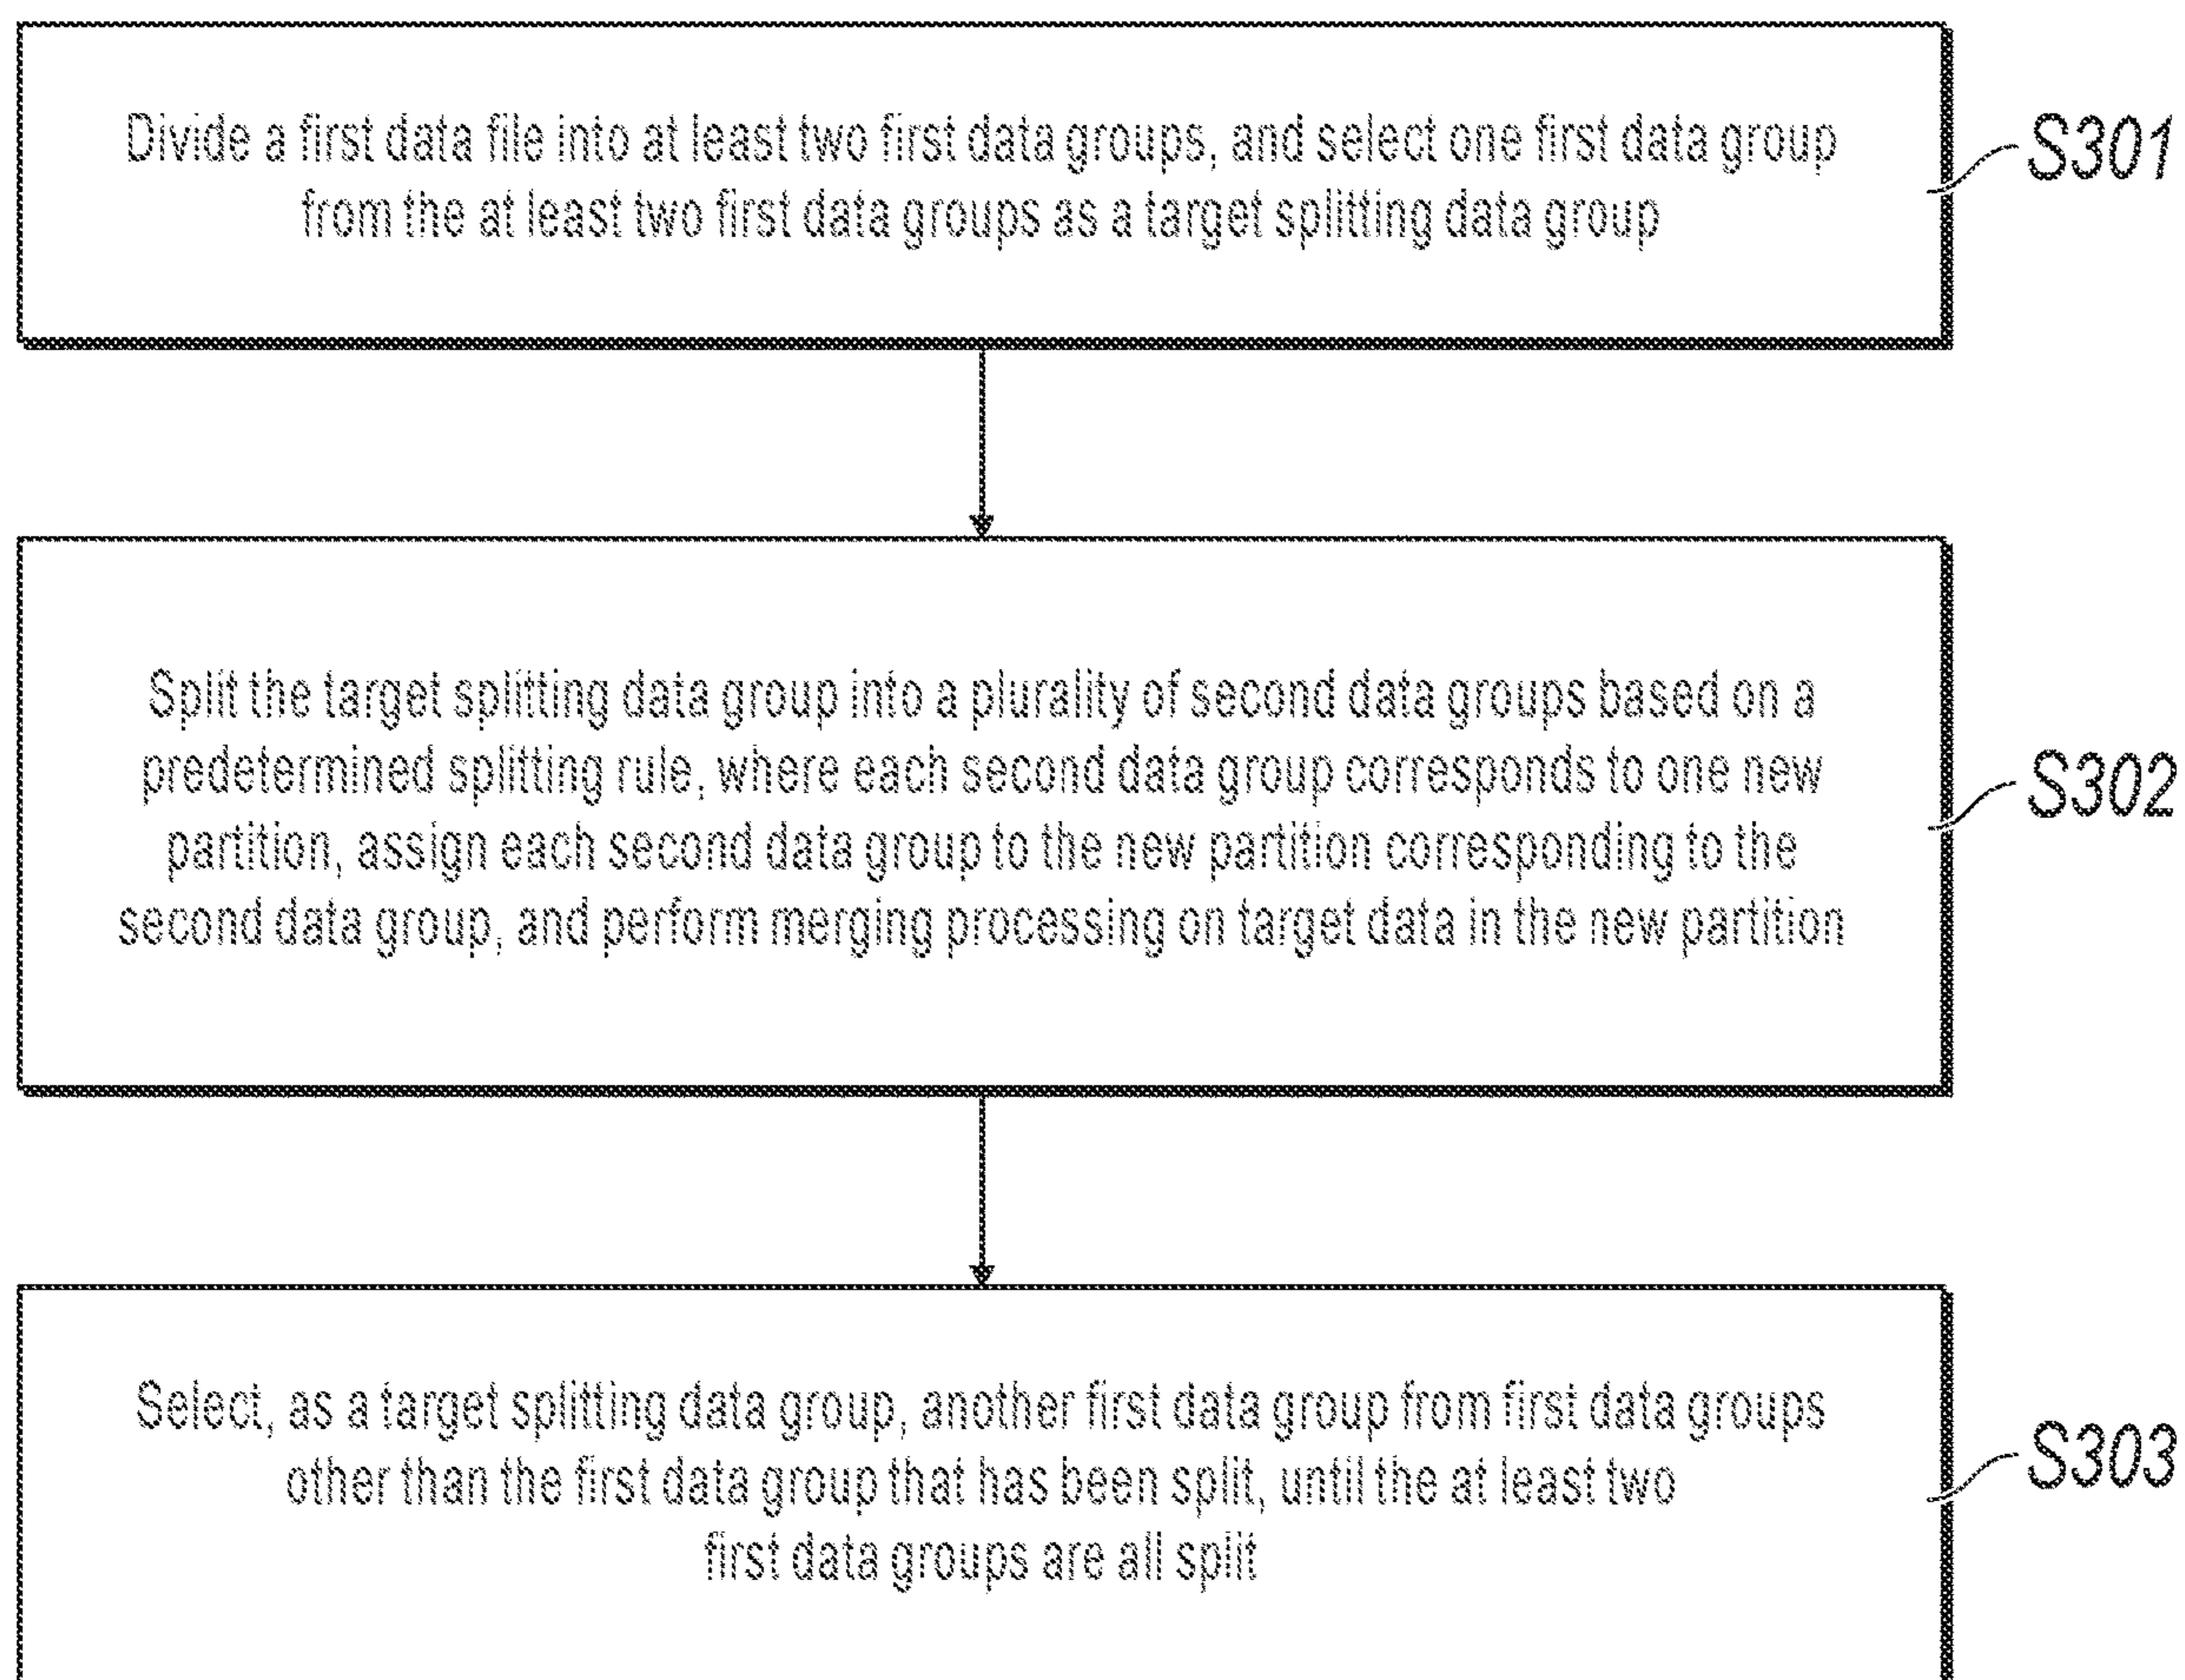 Divide a first data file into at least two first data groups, and select one first data group
from the at least two first data groups as a target splitting data group
S301
Split the target splitting data group into a plurality of second data groups based on a
predetermined splitting rule, where each second data group corresponds to one new
partition, assign each second data group to the new partition corresponding to the
second data group, and perform merging processing on target data in the new partition
S302
Select, as a target splitting data group, another first data group from first data groups
other than the first data group that has been split, until the at least two
first data groups are all split
S303